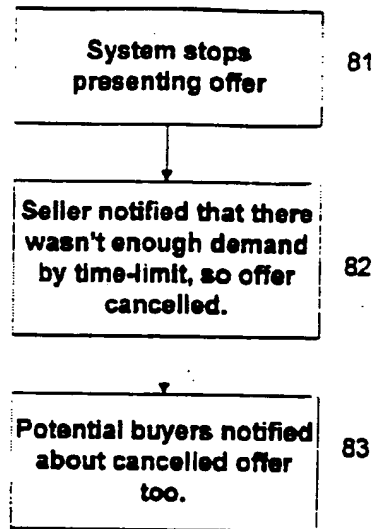 System stops
presenting offer
81
Seller notified that there
wasn't enough demand
by time-limit, so offer
cancelled.
82
Potential buyers notified
about cancelled offer
too.
83